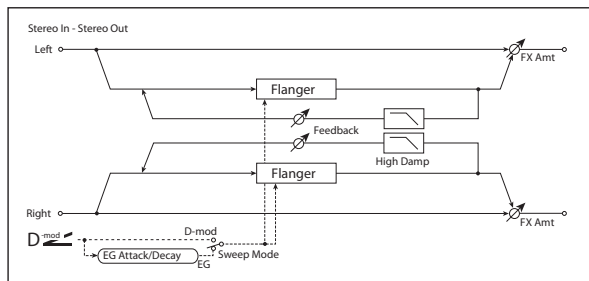 Stereo In - Stereo Out
Left
FX Amt
Flanger
Feedback
High Damp
Flanger
Right
FX Amt
D-mod
D-mod
EG Attack/Decay
EG
Sweep Mode